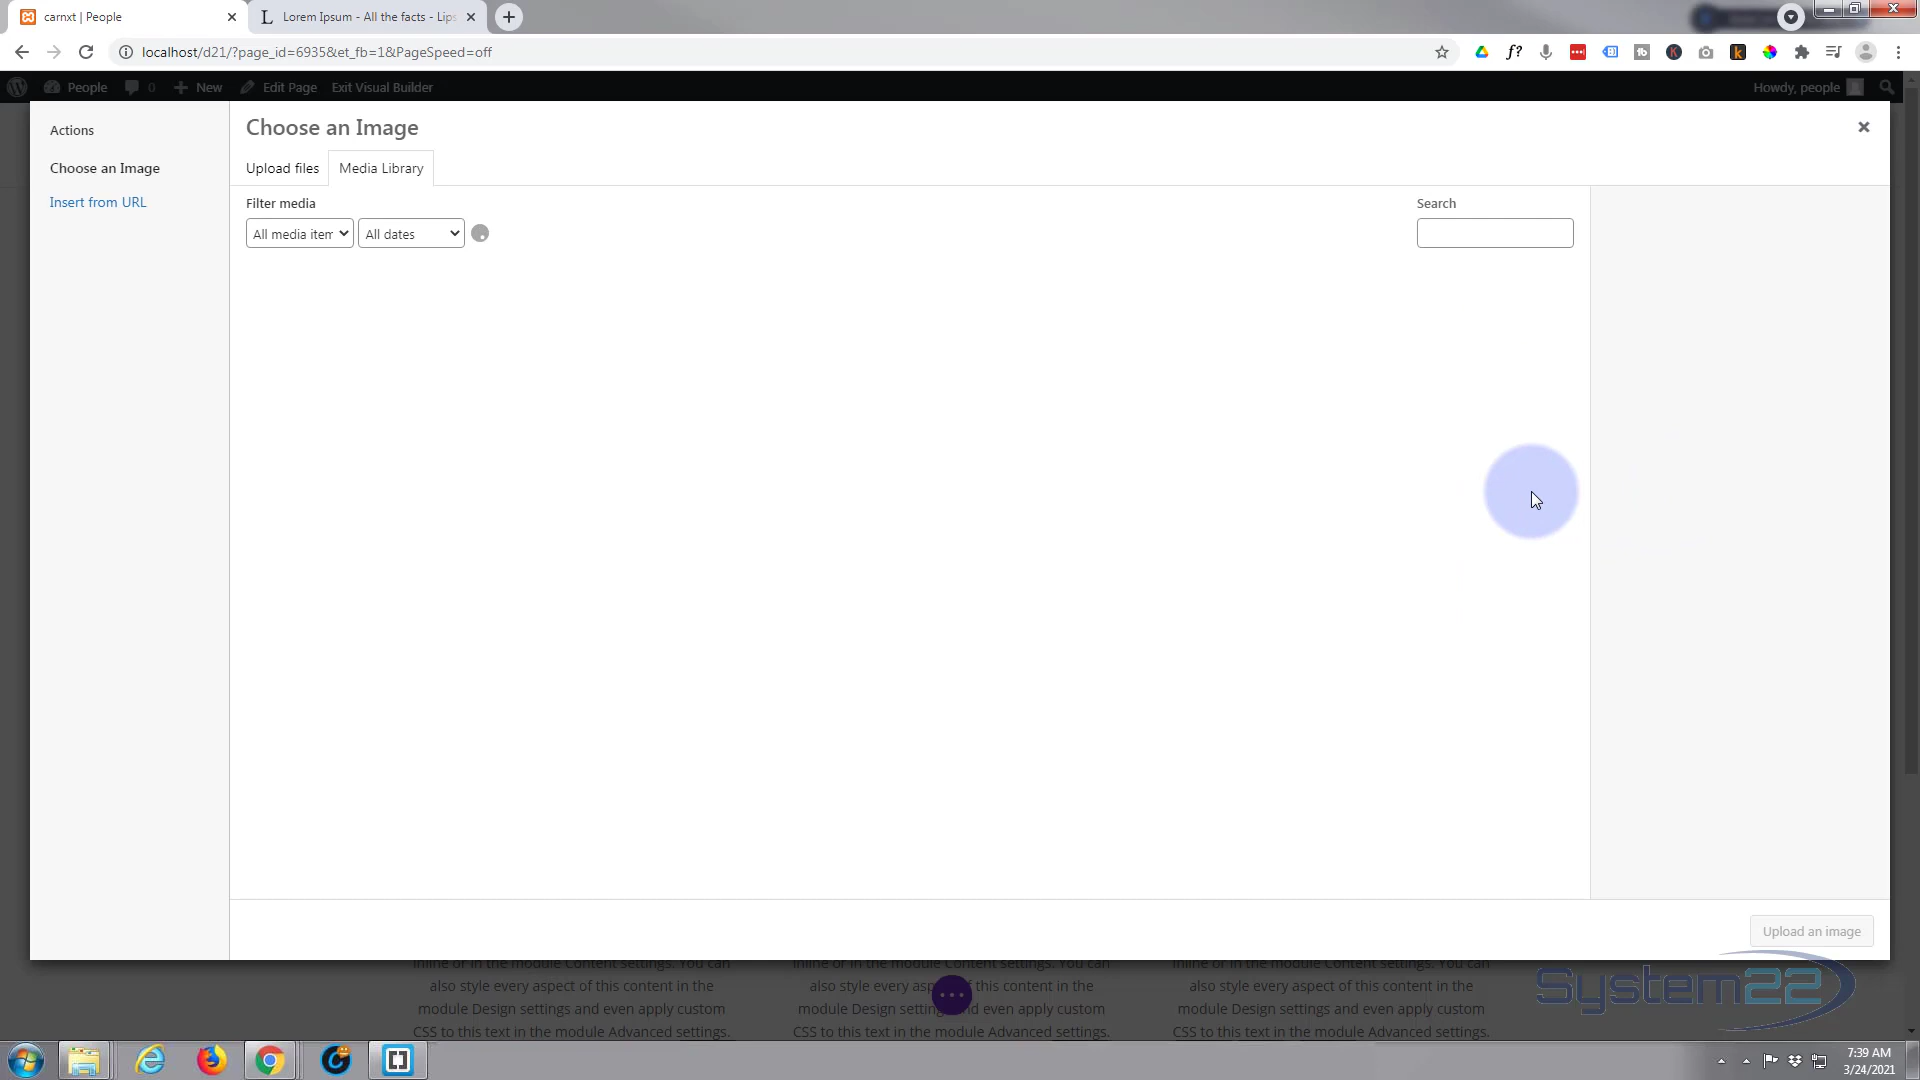 carnxt | People
Lorem Ipsum - All the facts - Lips
localhost/d21/?page_id=6935&et_fb=1&PageSpeed=off
People
0
New
Edit Page
Exit Visual Builder
Howdy, people
Actions
Choose an Image
Insert from URL
Choose an Image
Upload files
Media Library
Filter media
All media item
All dates
Search
Upload an image
inline or in the module Content settings. You can
also style every aspect of this content in the
module Design settings and even apply custom
CSS to this text in the module Advanced settings.
inline or in the module Content settings. You can
also style every asp
this content in the
module Design setting
nd even apply custom
CSS to this text in the module Advanced settings.
inline or in the module Content settings. You can
also style every aspect of this content in the
module Design settings and even apply custom
CSS to this text in the module Advanced settings.
System22
7:39 AM
3/24/2021